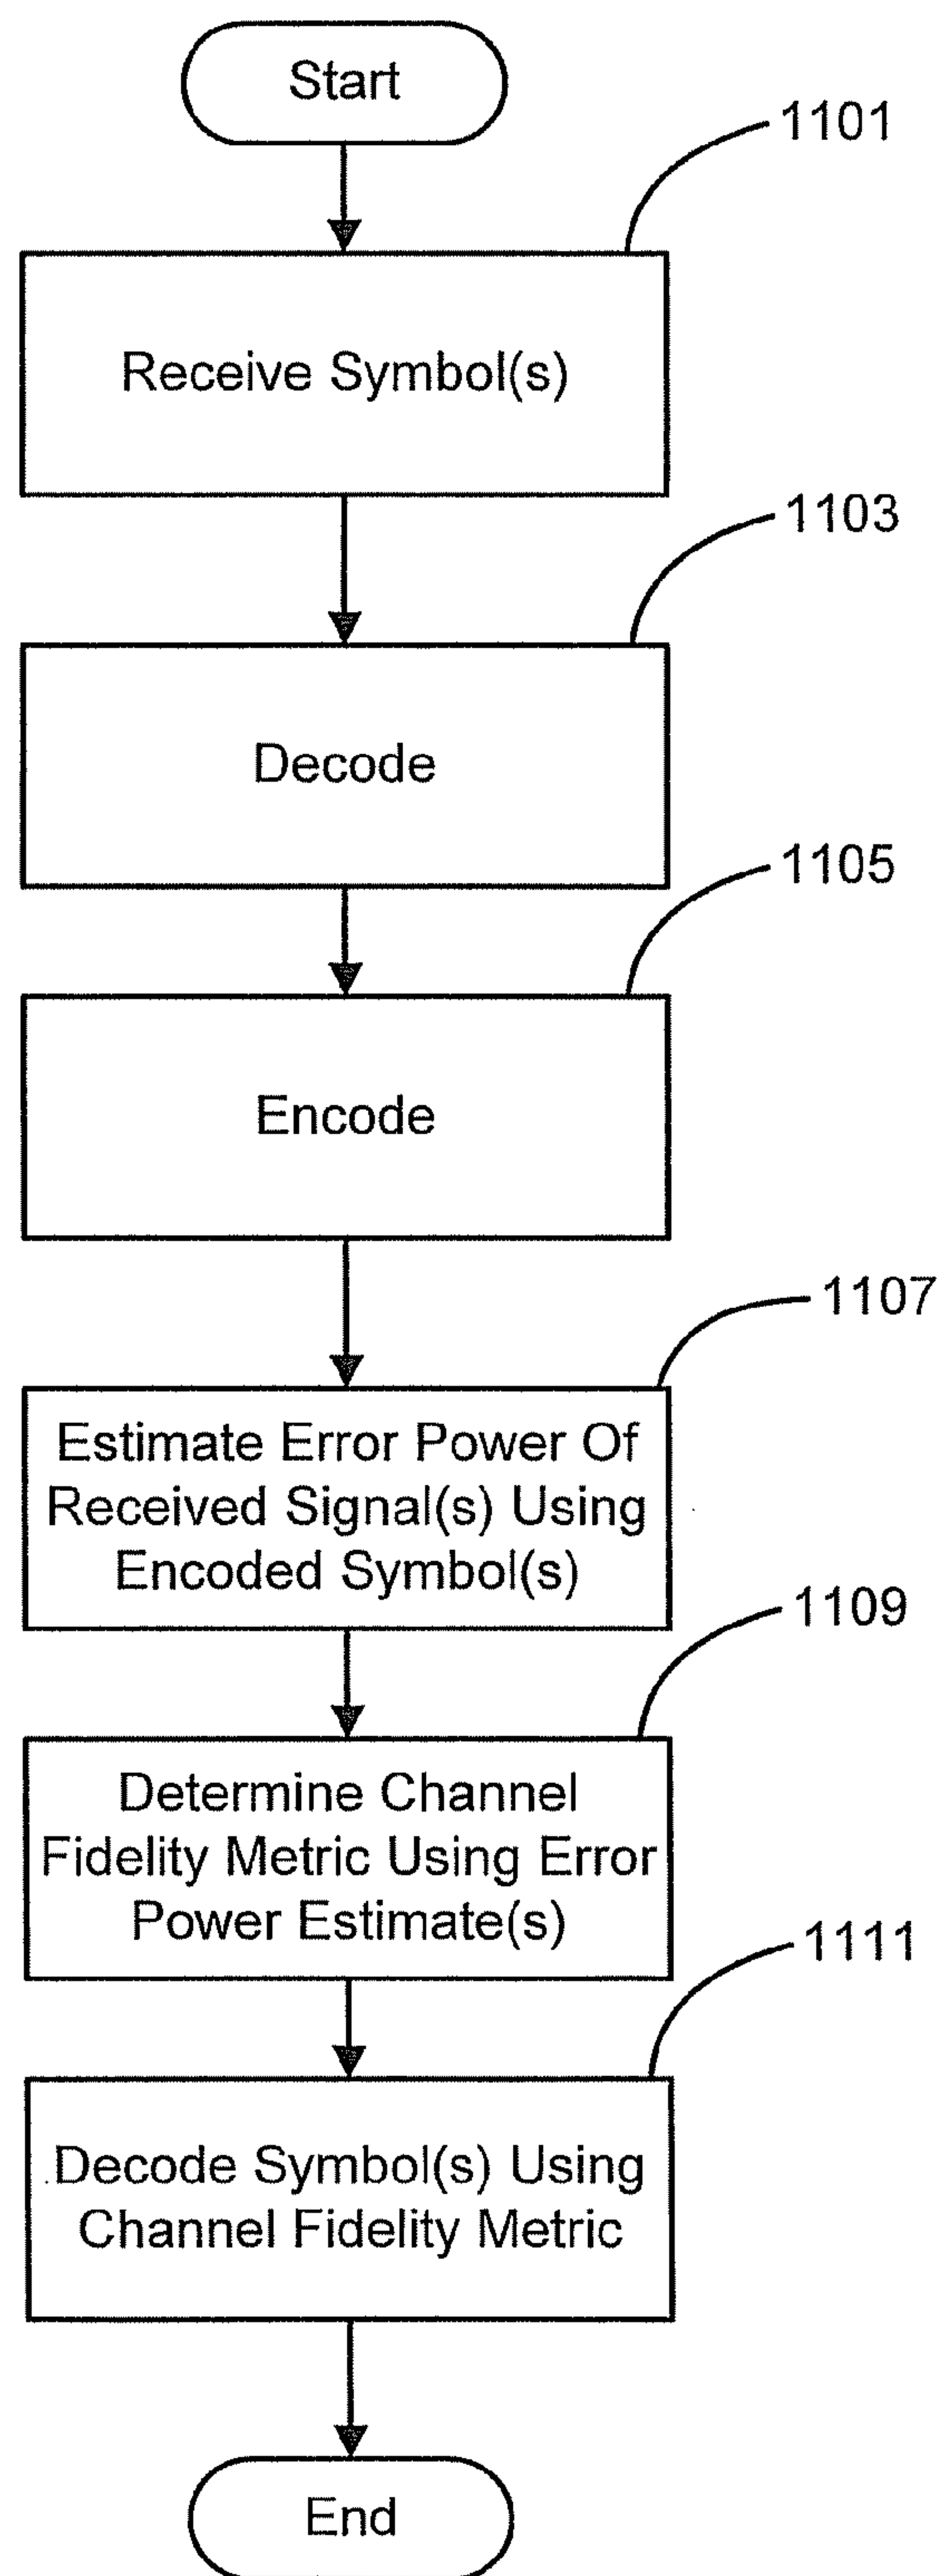 Start
1101
Receive Symbol(s)
1103
Decode
1105
Encode
1107
Estimate Error Power Of
Received Signal(s) Using
Encoded Symbol(s)
1109
Determine Channel
Fidelity Metric Using Error
Power Estimate(s)
1111
Decode Symbol(s) Using
Channel Fidelity Metric
End